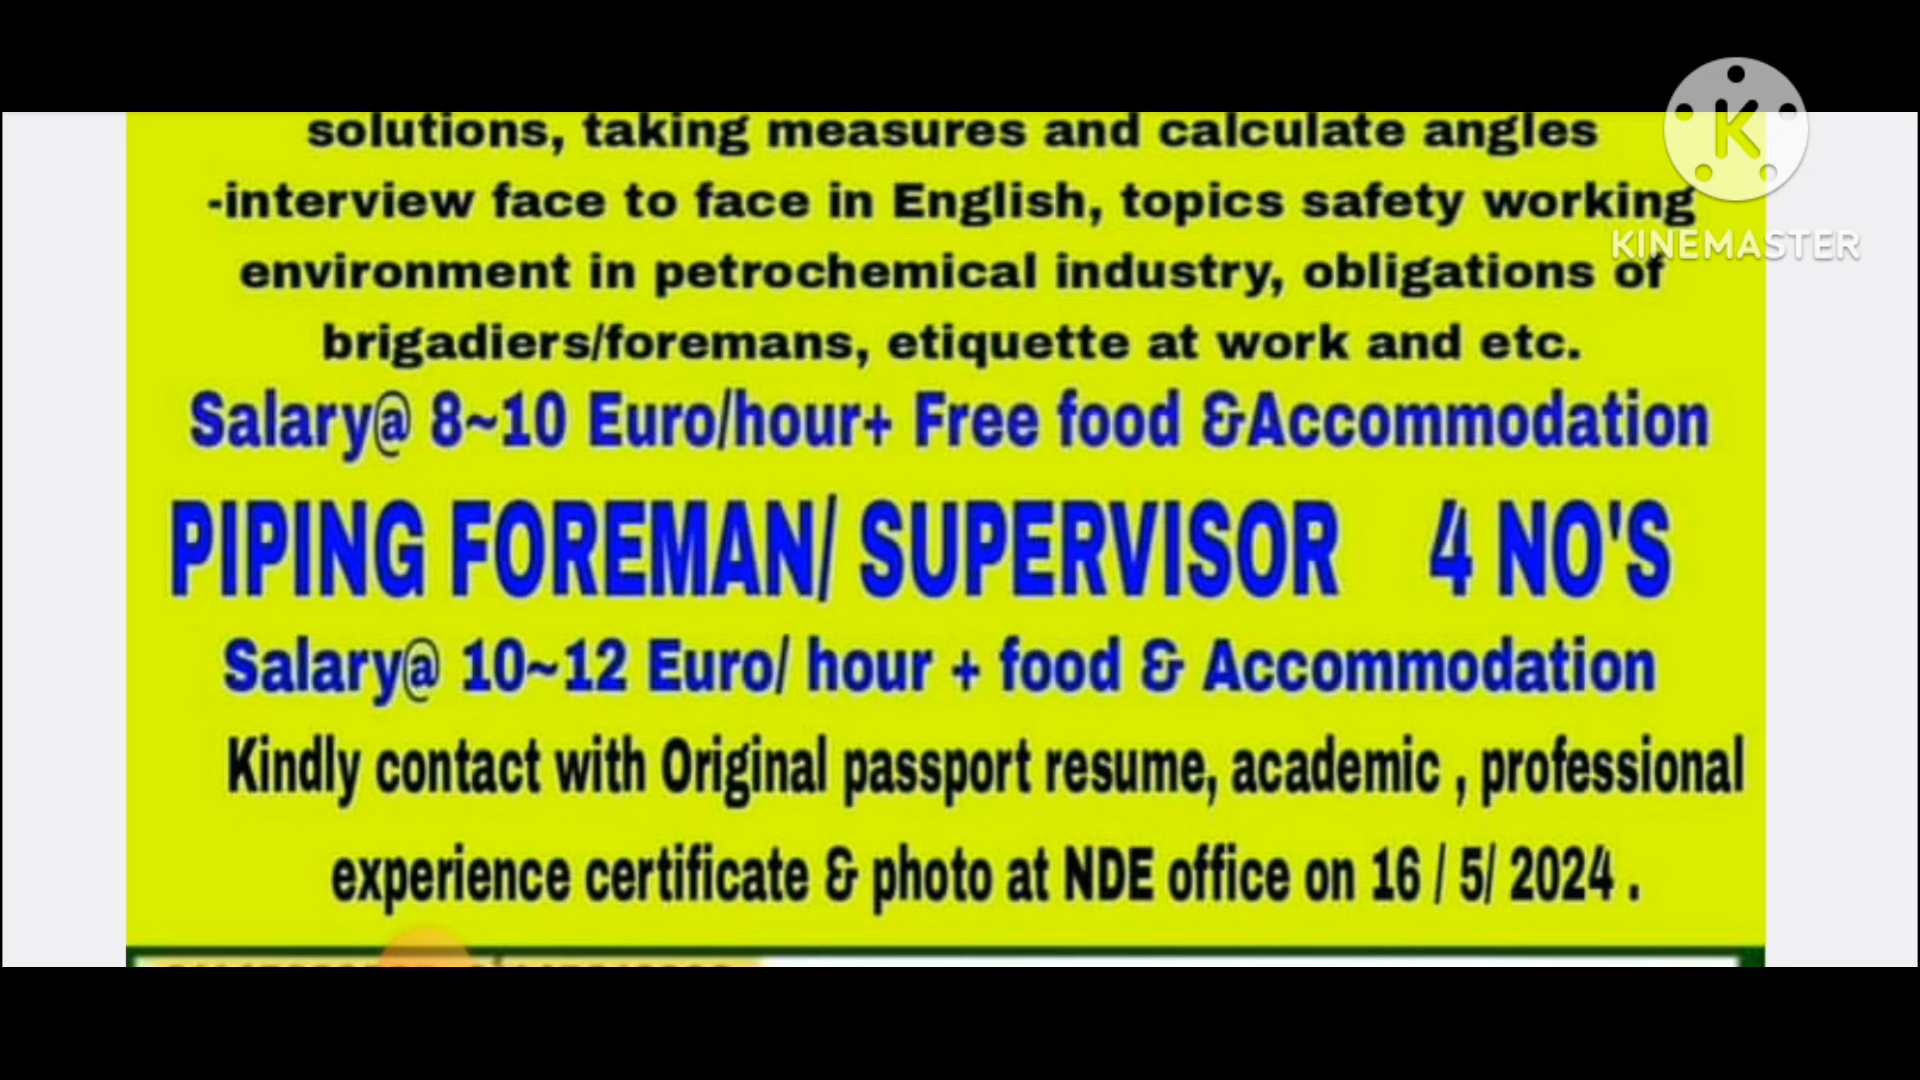 solutions, taking measures and calculate angles
-interview face to face in English, topics safety working
environment in petrochemical industry, obligations of
brigadiers/foremans, etiquette at work and etc.
Salary@ 8~10 Euro/hour+ Free food &Accommodation
PIPING FOREMAN/ SUPERVISOR 4 NO'S
Salary@ 10~12 Euro/ hour + food & Accommodation
Kindly contact with Original passport resume, academic , professional
experience certificate & photo at NDE office on 16 / 5/ 2024 .
K
KINEMASTER